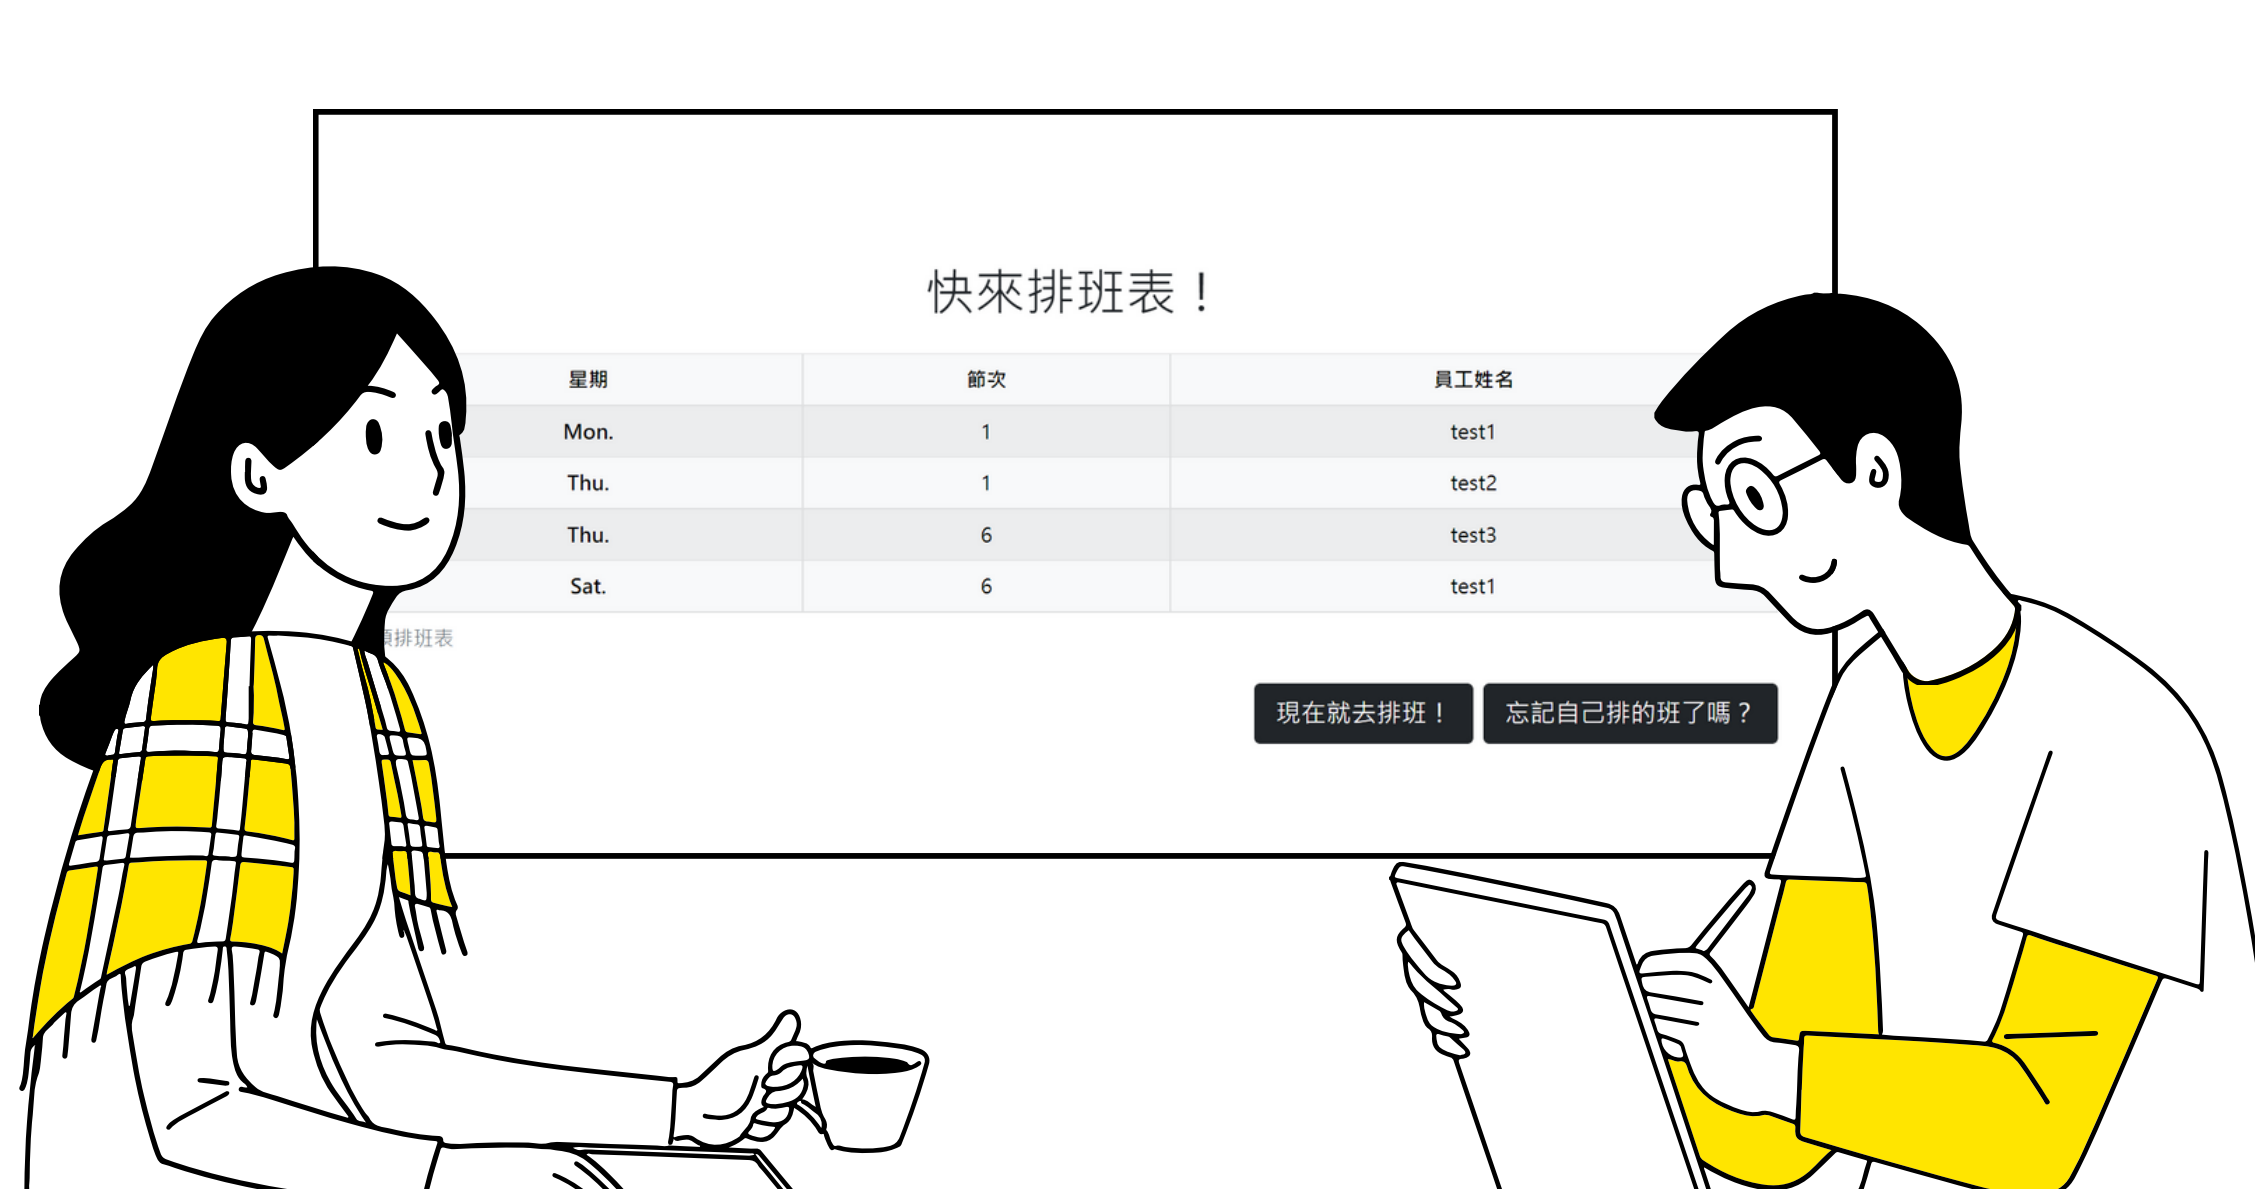 快來排班表！
星期 節次 員工姓名
Mon. 1 test1
Thu. 1 test2
Thu. 6 test3
Sat. 6 test1
排班表
現在就去排班！ 忘記自己排的班了嗎？